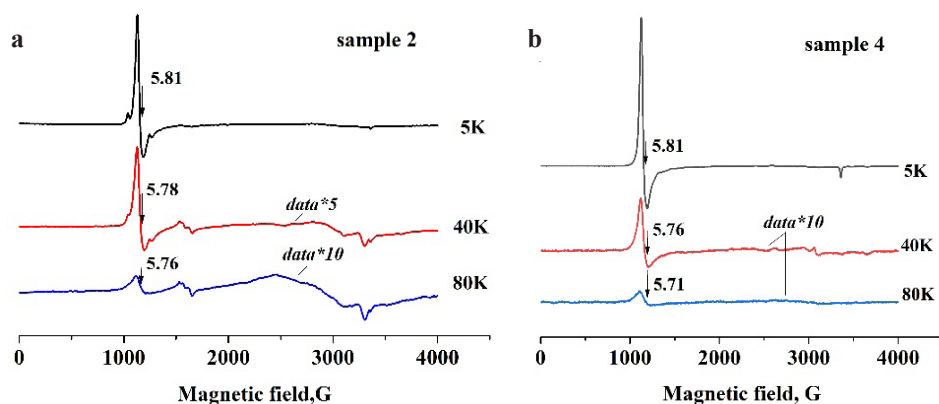 a
sample 2
5.81
5K
5.78
data*5
40K
5.76
data*10
80K
0
1000
2000
3000
4000
Magnetic field,G
b
sample 4
5.81
5K
5.76
data*10
40K
5.71
80K
0
1000
2000
3000
4000
Magnetic field, G